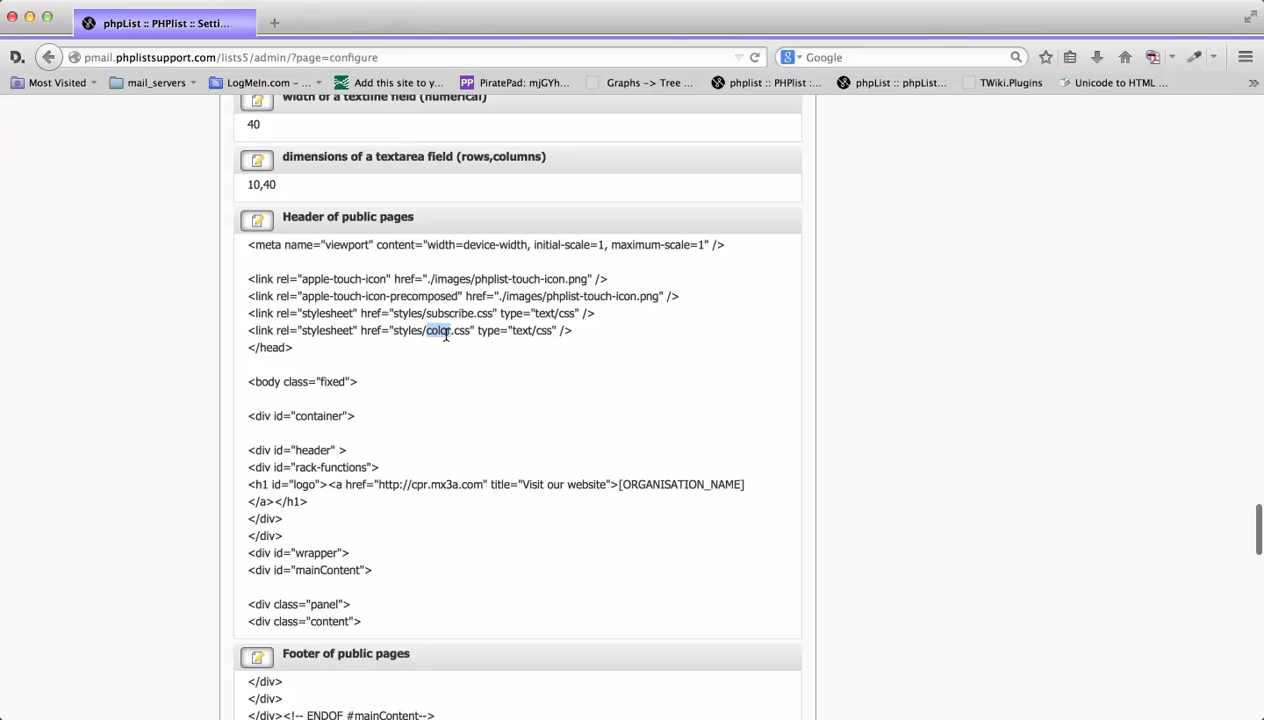 phpList :: PHPlist :: Setti...
pmail.phplistsupport.com/lists5/admin/?page=configure
Google
Most Visited
mail_servers
LogMeIn.com – ...
Add this site to y...
PP PiratePad: mjGYh...
Graphs -> Tree ...
phplist :: PHPlist :...
phpList :: phpList...
TWiki.Plugins
Unicode to HTML ...
width of a textline field (numerical)
40
dimensions of a textarea field (rows,columns)
10,40
Header of public pages
<meta name="viewport" content="width=device-width, initial-scale=1, maximum-scale=1" />
<link rel="apple-touch-icon" href="./images/phplist-touch-icon.png" />
<link rel="apple-touch-icon-precomposed" href="./images/phplist-touch-icon.png" />
<link rel="stylesheet" href="styles/subscribe.css" type="text/css" />
<link rel="stylesheet" href="styles/color.css" type="text/css" />
</head>
<body class="fixed">
<div id="container">
<div id="header" >
<div id="rack-functions">
<h1 id="logo"><a href="http://cpr.mx3a.com" title="Visit our website">[ORGANISATION_NAME]
</a></h1>
</div>
</div>
<div id="wrapper">
<div id="mainContent">
<div class="panel">
<div class="content">
Footer of public pages
</div>
</div>
</div><!-- ENDOF #mainContent-->